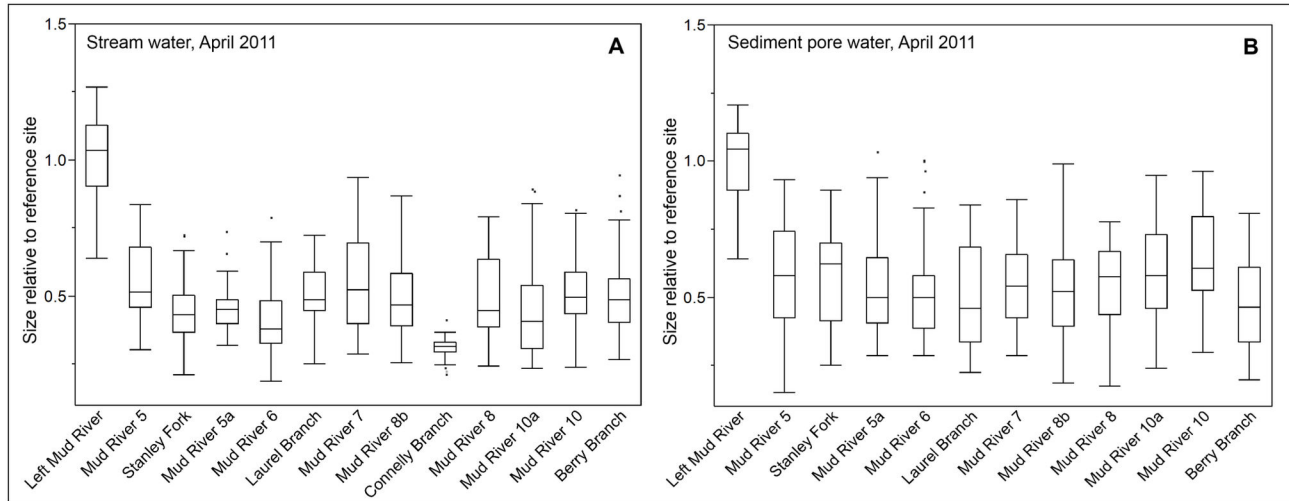 Stream water, April 2011
A
Size relative to reference site
1.5
1.0
0.5
Left Mud River
Mud River 5
Stanley Fork
Mud River 5a
Mud River 6
Laurel Branch
Mud River 7
Mud River 8b
Connelly Branch
Mud River 8
Mud River 10a
Mud River 10
Berry Branch
Sediment pore water, April 2011
B
Size relative to reference site
1.5
1.0
0.5
Left Mud River
Mud River 5
Stanley Fork
Mud River 5a
Mud River 6
Laurel Branch
Mud River 7
Mud River 8b
Mud River 8
Mud River 10a
Mud River 10
Berry Branch